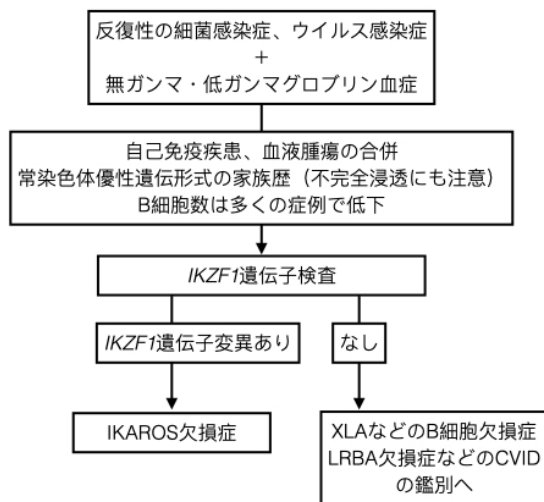 反復性の細菌感染症、ウイルス感染症
+
無ガンマ・低ガンマグロブリン血症
自己免疫疾患、血液腫瘍の合併
常染色体優性遺伝形式の家族歴（不完全浸透にも注意）
B細胞数は多くの症例で低下
IKZF1遺伝子検査
IKZF1遺伝子変異あり
なし
IKAROS欠損症
XLAなどのB細胞欠損症
LRBA欠損症などのCVID
の鑑別へ